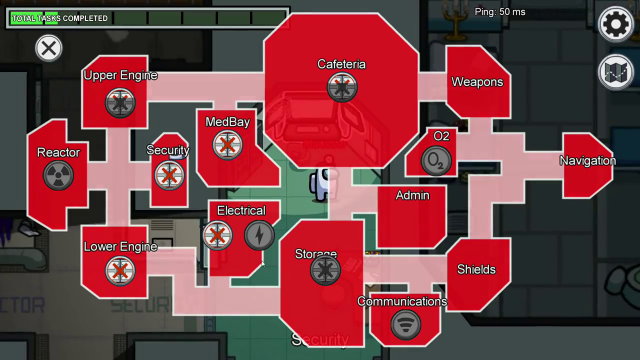 TOTAL TASKS COMPLETED
Ping: 50 ms
Cafeteria
Upper Engine
Weapons
MedBay
O2
O₂
Security
Reactor
Navigation
Admin
Electrical
Lower Engine
Storage
Shields
Communications
Security